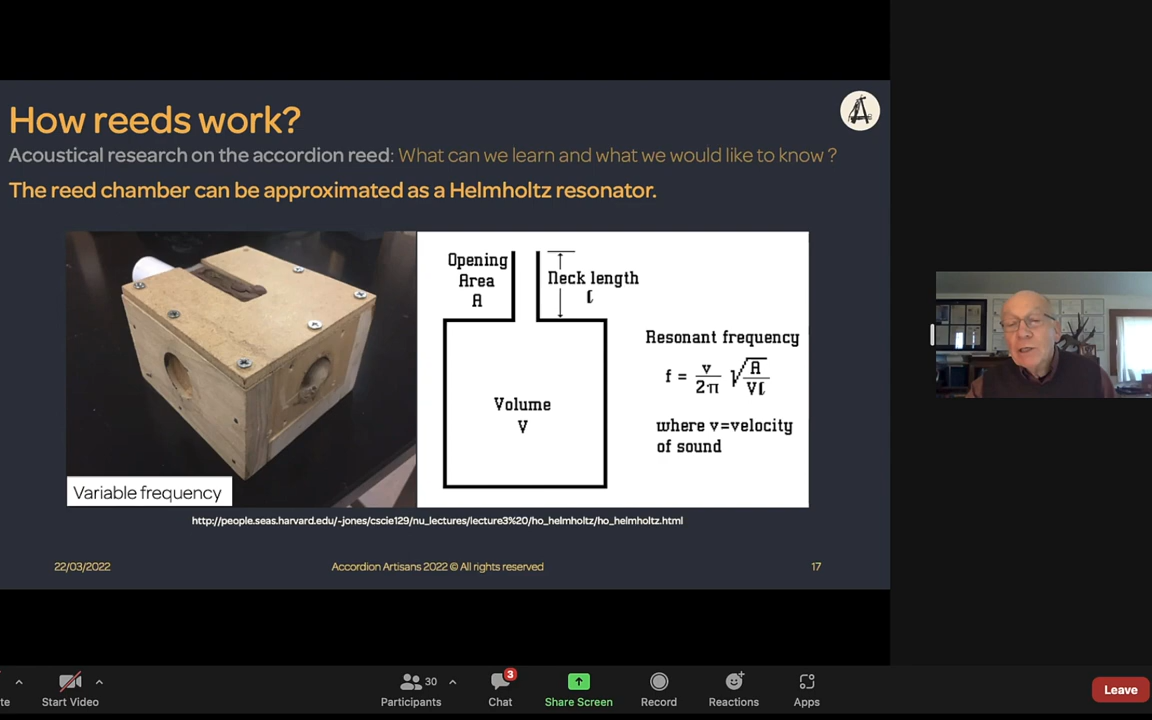 How reeds work?
Acoustical research on the accordion reed: What can we learn and what we would like to know ?
The reed chamber can be approximated as a Helmholtz resonator.
Opening
Area
A
Neck length
l
Volume
V
Resonant frequency
f = v/2π √A/Vl
where v=velocity
of sound
Variable frequency
http://people.seas.harvard.edu/~jones/cscie129/nu_lectures/lecture3%20/ho_helmholtz/ho_helmholtz.html
22/03/2022
Accordion Artisans 2022 © All rights reserved
17
te
Start Video
Participants
30
Chat
3
Share Screen
Record
Reactions
Apps
Leave